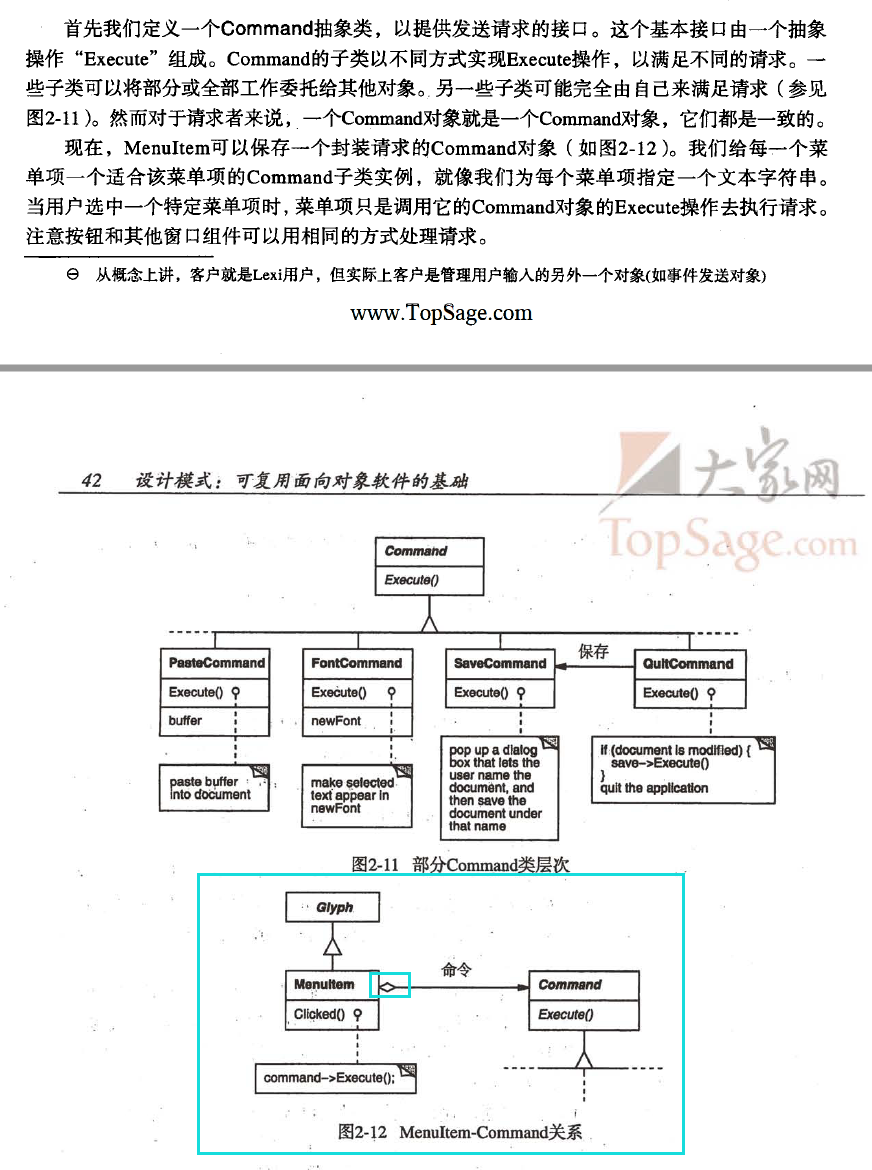 首先我们定义一个Command抽象类，以提供发送请求的接口。这个基本接口由一个抽象
操作“Execute”组成。Command的子类以不同方式实现Execute操作，以满足不同的请求。一
些子类可以将部分或全部工作委托给其他对象。另一些子类可能完全由自己来满足请求（参见
图2-11）。然而对于请求者来说，一个Command对象就是一个Command对象，它们都是一致的。
现在，MenuItem可以保存一个封装请求的Command对象（如图2-12）。我们给每一个菜
单项一个适合该菜单项的Command子类实例，就像我们为每个菜单项指定一个文本字符串。
当用户选中一个特定菜单项时，菜单项只是调用它的Command对象的Execute操作去执行请求。
注意按钮和其他窗口组件可以用相同的方式处理请求。
⊖ 从概念上讲，客户就是Lexi用户，但实际上客户是管理用户输入的另外一个对象(如事件发送对象)
www.TopSage.com
大家网
TopSage.com
42 设计模式：可复用面向对象软件的基础
Command
Execute()
PasteCommand
Execute()
buffer
paste buffer
into document
FontCommand
Execute()
newFont
make selected
text appear in
newFont
SaveCommand
Execute()
pop up a dialog
box that lets the
user name the
document, and
then save the
document under
that name
保存
QuitCommand
Execute()
if (document is modified) {
save->Execute()
}
quit the application
图2-11 部分Command类层次
Glyph
MenuItem
Clicked()
command->Execute();
命令
Command
Execute()
图2-12 MenuItem-Command关系